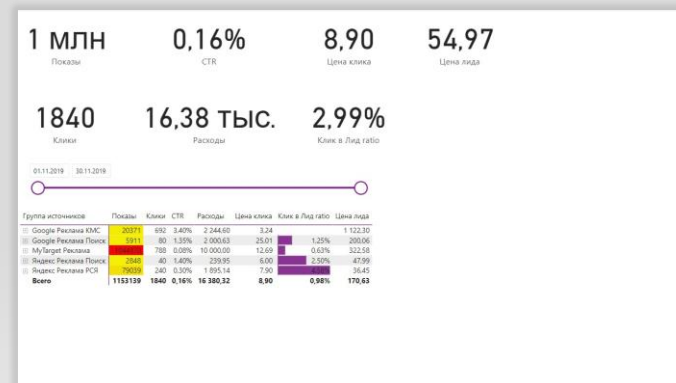 1 млн 0,16% 8,90 54,97
Показы CTR Цена клика Цена лида
1840 16,38 тыс. 2,99%
Клики Расходы Клик в Лид ratio
01.11.2019 30.11.2019
Группа источников Показы Клики CTR Расходы Цена клика Клик в Лид ratio Цена лида
Google Реклама КМС 20371 692 3,40% 2 244,60 3,24 1 122,30
Google Реклама Поиск 5911 80 1,35% 2 000,63 25,01 1,25% 200,06
MyTarget Реклама 788 0,08% 10 000,00 12,69 0,63% 322,58
Яндекс Реклама Поиск 2848 40 1,40% 239,95 6,00 2,50% 47,99
Яндекс Реклама РСЯ 79039 240 0,30% 1 895,14 7,90 36,45
Всего 1153139 1840 0,16% 16 380,32 8,90 0,98% 170,63